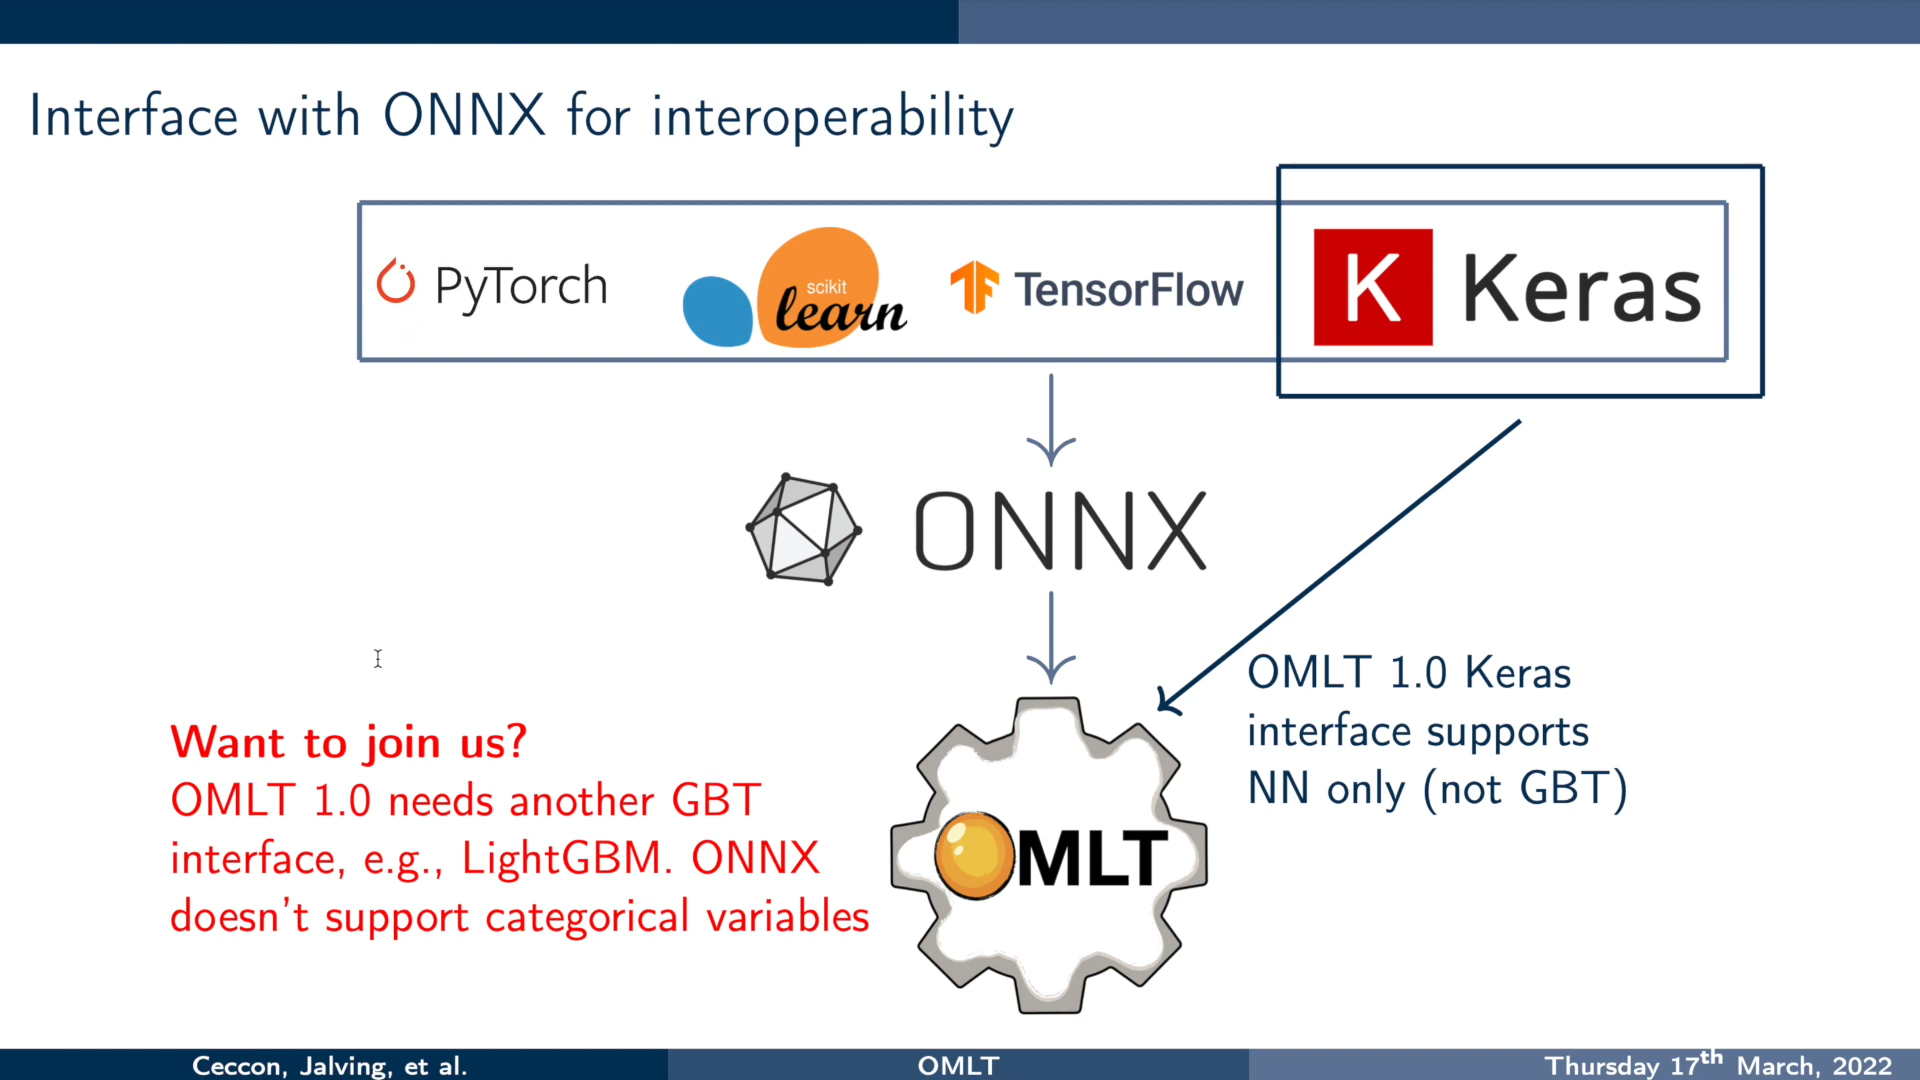 Interface with ONNX for interoperability
PyTorch
scikit
learn
TensorFlow
K Keras
ONNX
OMLT 1.0 Keras
interface supports
NN only (not GBT)
Want to join us?
OMLT 1.0 needs another GBT
interface, e.g., LightGBM. ONNX
doesn't support categorical variables
OMLT
Ceccon, Jalving, et al.
OMLT
Thursday 17th March, 2022